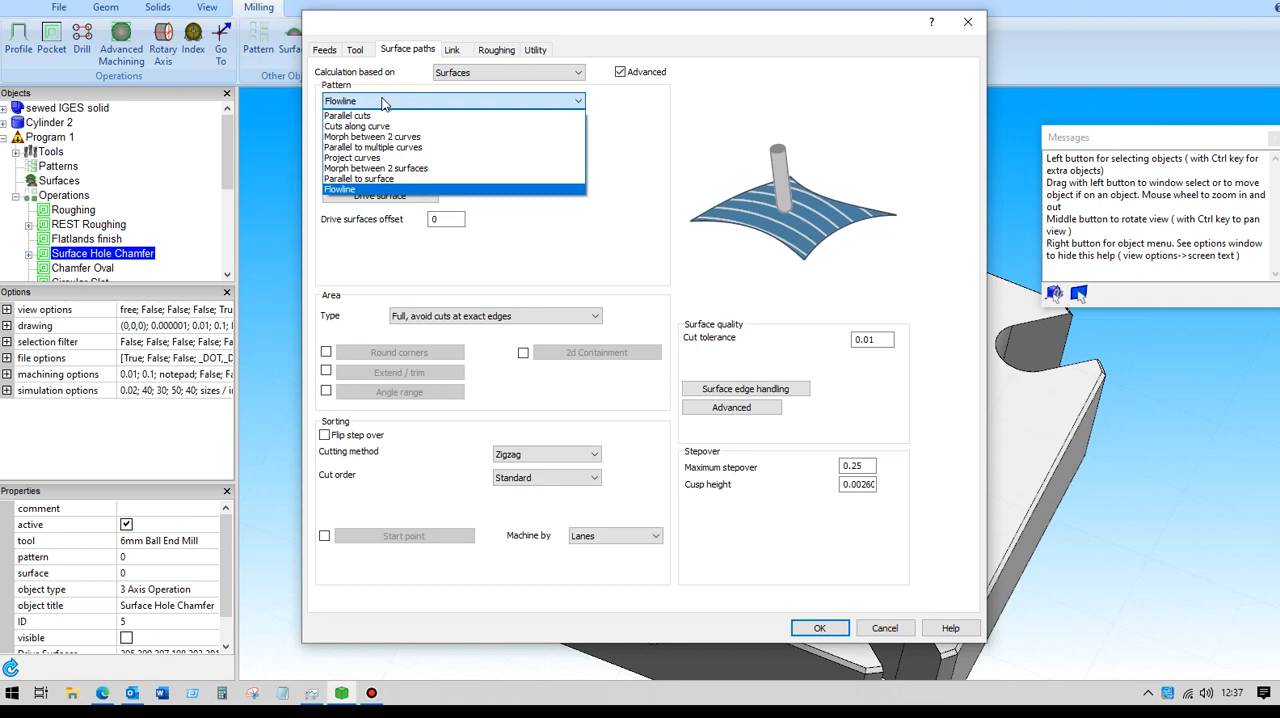 File Geom Solids View Milling
Profile Pocket Drill Advanced Machining Rotary Axis Index Go To Pattern
Operations
Objects
sewed IGES solid
Cylinder 2
Program 1
Tools
Patterns
Surfaces
Operations
Roughing
REST Roughing
Flatlands finish
Surface Hole Chamfer
Chamfer Oval
Options
view options free; False; False; Tru
drawing (0,0,0); 0.000001; 0.01; 0.1;
selection filter False; False; False; False; Fa
file options [True; False; _DOT,_D
machining options 0.01; 0.1; notepad; False; Fa
simulation options 0.02; 40; 30; 50; 40; sizes / in
Properties
comment
active
tool 6mm Ball End Mill
pattern 0
surface 0
object type 3 Axis Operation
object title Surface Hole Chamfer
ID 5
visible
?
Feeds Tool Surface paths Link Roughing Utility
Calculation based on Surfaces Advanced
Pattern
Flowline
Parallel cuts
Cuts along curve
Morph between 2 curves
Parallel to multiple curves
Project curves
Morph between 2 surfaces
Parallel to surface
Flowline
Drive surface
Drive surfaces offset 0
Area
Type Full, avoid cuts at exact edges
Round corners 2d Containment
Extend / trim
Angle range
Sorting
Flip step over
Cutting method Zigzag
Cut order Standard
Start point Machine by Lanes
Surface quality
Cut tolerance 0.01
Surface edge handling
Advanced
Stepover
Maximum stepover 0.25
Cusp height 0.0026
OK Cancel Help
Messages
Left button for selecting objects ( with Ctrl key for
extra objects)
Drag with left button to window select or to move
object if on an object. Mouse wheel to zoom in and
out
Middle button to rotate view ( with Ctrl key to pan
view )
Right button for object menu. See options window
to hide this help ( view options->screen text )
12:37